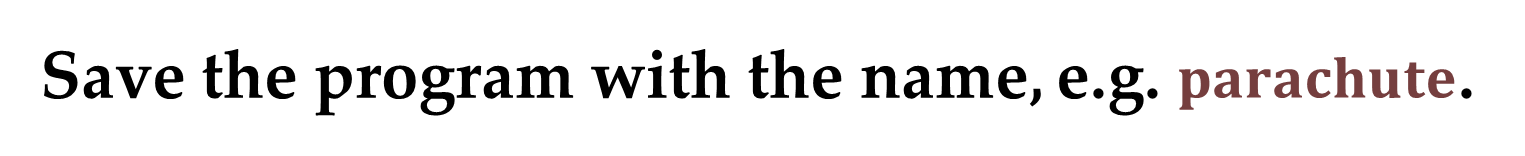 Save the program with the name, e.g. parachute.